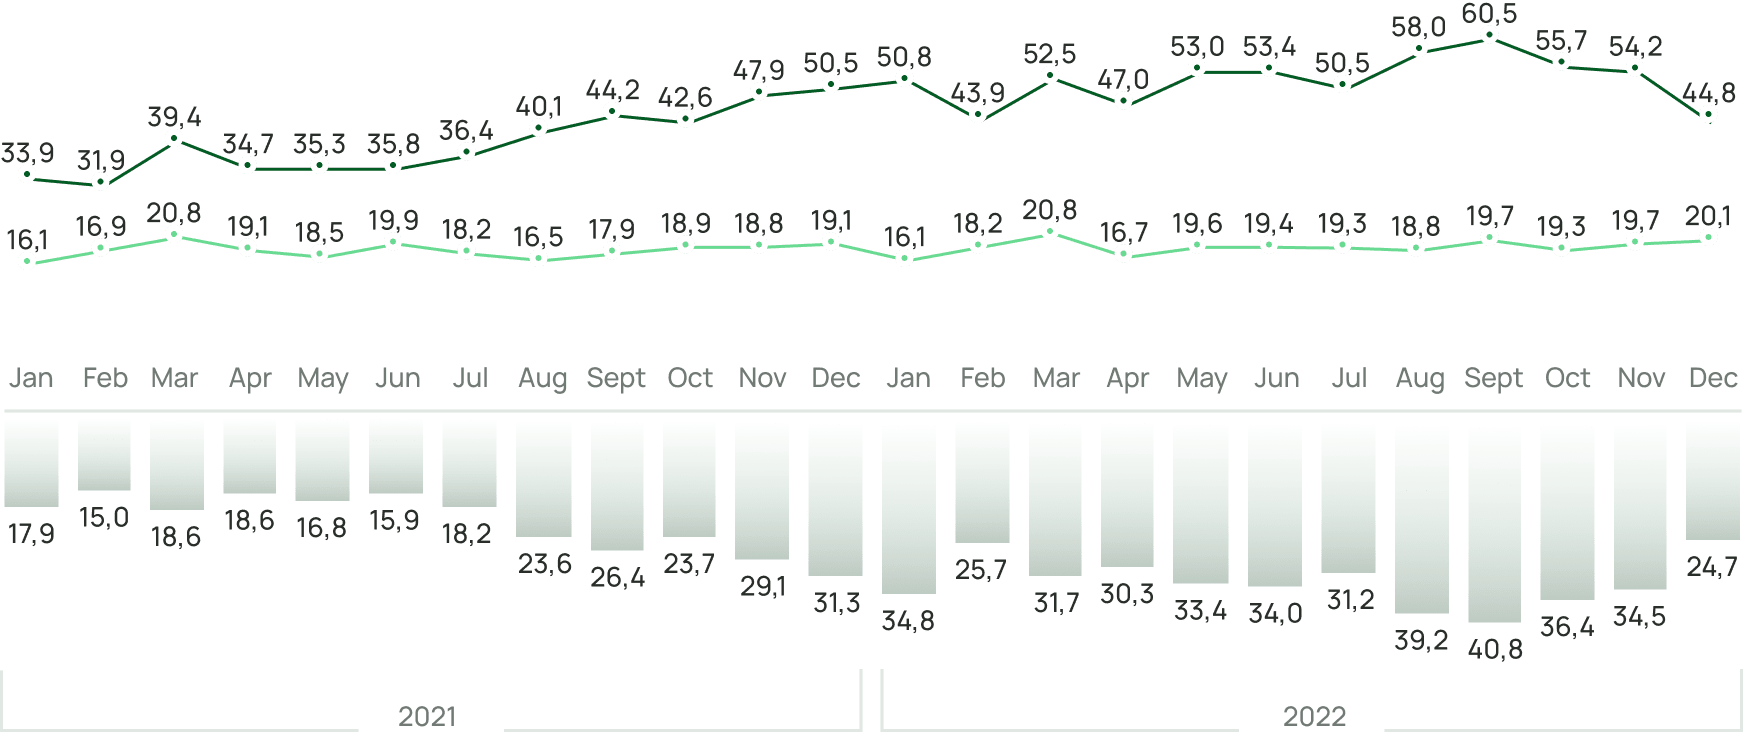 33,9 31,9 39,4 34,7 35,3 35,8 36,4 40,1 44,2 42,6 47,9 50,5 50,8 43,9 52,5 47,0 53,0 53,4 50,5 58,0 60,5 55,7 54,2 44,8
16,1 16,9 20,8 19,1 18,5 19,9 18,2 16,5 17,9 18,9 18,8 19,1 16,1 18,2 20,8 16,7 19,6 19,4 19,3 18,8 19,7 19,3 19,7 20,1
Jan Feb Mar Apr May Jun Jul Aug Sept Oct Nov Dec Jan Feb Mar Apr May Jun Jul Aug Sept Oct Nov Dec
17,9 15,0 18,6 18,6 16,8 15,9 18,2 23,6 26,4 23,7 29,1 31,3 34,8 25,7 31,7 30,3 33,4 34,0 31,2 39,2 40,8 36,4 34,5 24,7
2021 2022